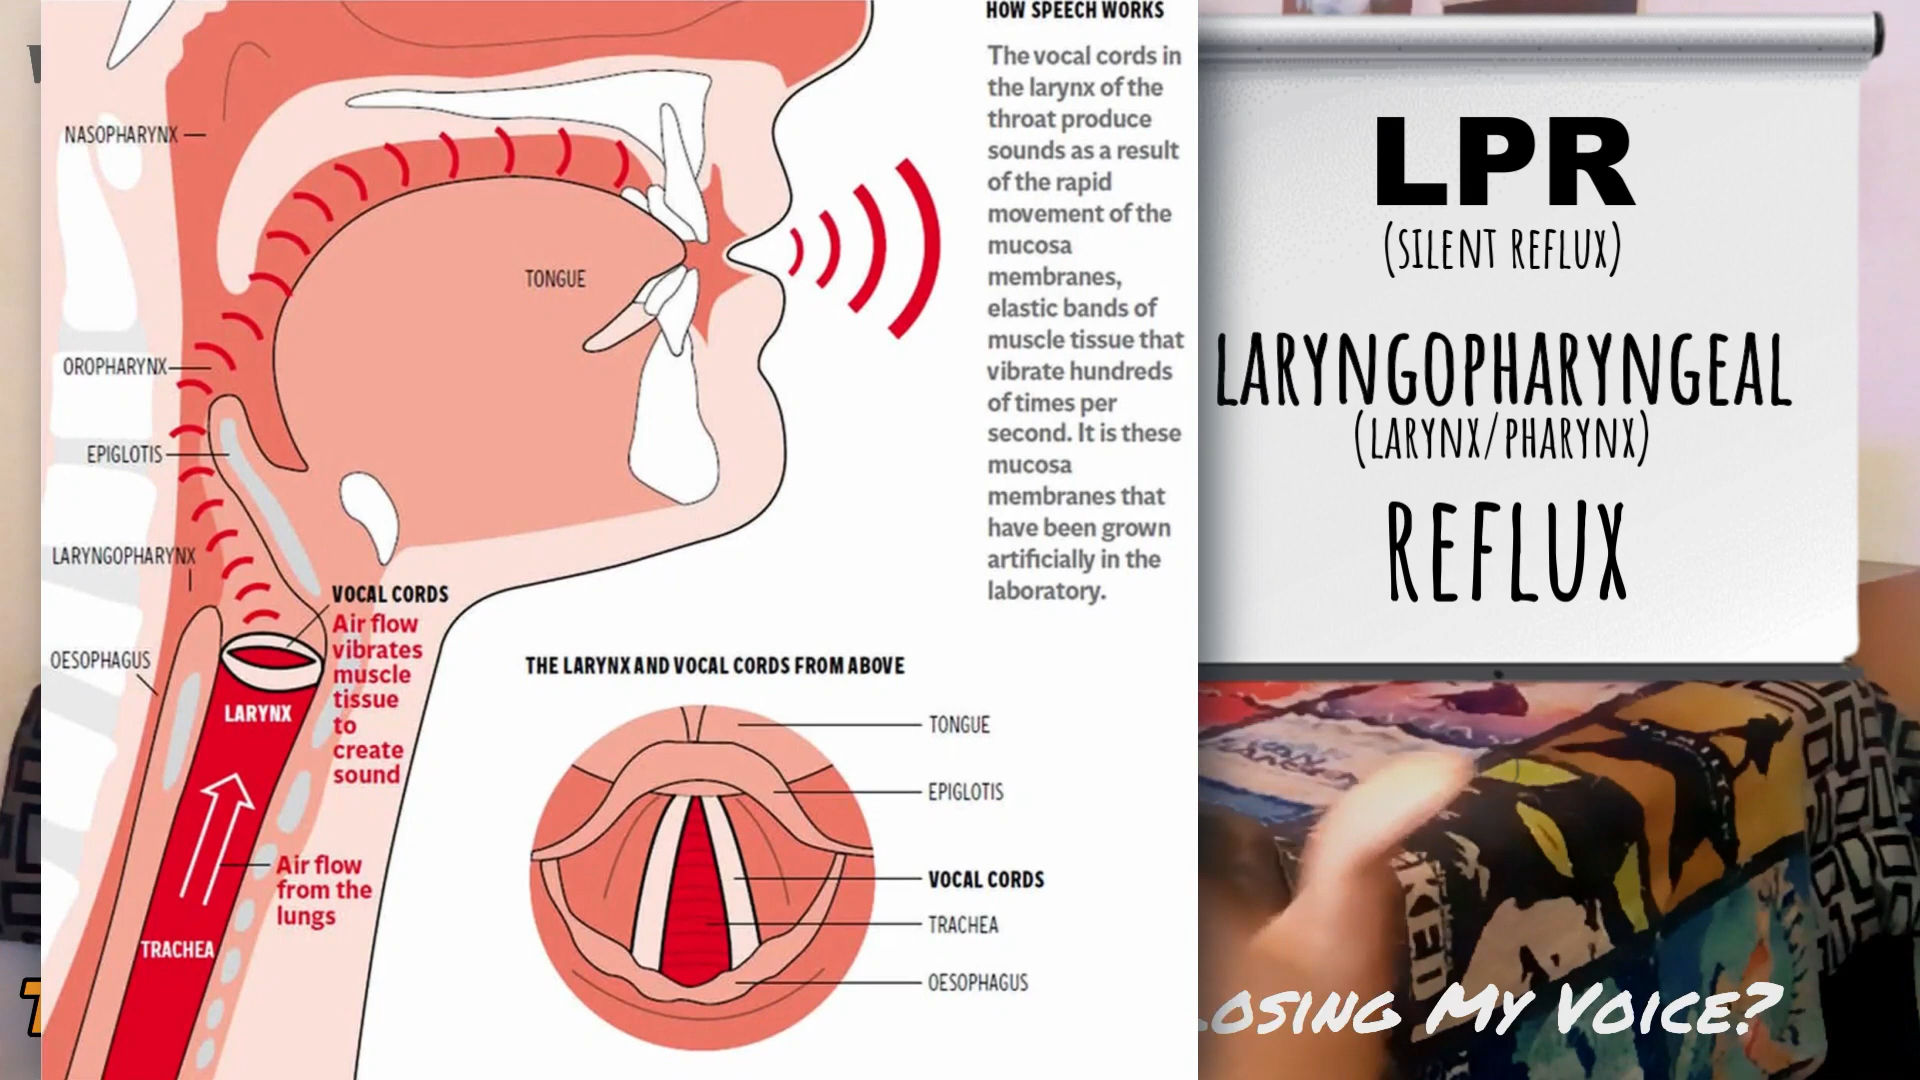 NASOPHARYNX
OROPHARYNX
EPIGLOTIS
LARYNGOPHARYNX
OESOPHAGUS
TONGUE
VOCAL CORDS
Air flow
vibrates
muscle
tissue
to
create
sound
LARYNX
Air flow
from the
lungs
TRACHEA
HOW SPEECH WORKS
The vocal cords in
the larynx of the
throat produce
sounds as a result
of the rapid
movement of the
mucosa
membranes,
elastic bands of
muscle tissue that
vibrate hundreds
of times per
second. It is these
mucosa
membranes that
have been grown
artificially in the
laboratory.
THE LARYNX AND VOCAL CORDS FROM ABOVE
TONGUE
EPIGLOTIS
VOCAL CORDS
TRACHEA
OESOPHAGUS
LPR
(SILENT REFLUX)
LARYNGOPHARYNGEAL
(LARYNX/PHARYNX)
REFLUX
LOSING MY VOICE?